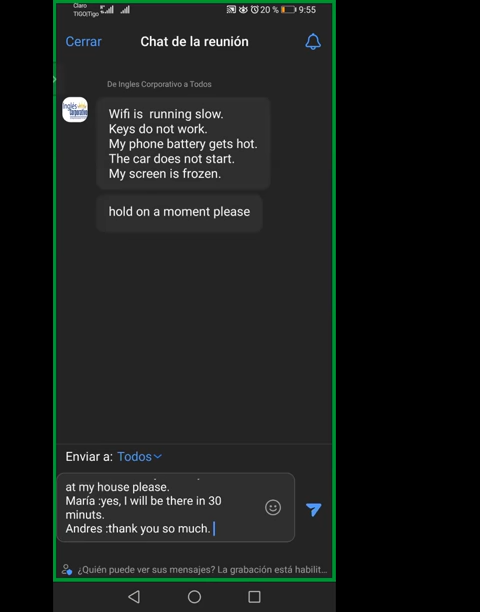 Claro
TIGO|Tigo
20 %
9:55
Cerrar
Chat de la reunión
De Ingles Corporativo a Todos
Inglés
Corporativo
Wifi is running slow.
Keys do not work.
My phone battery gets hot.
The car does not start.
My screen is frozen.
hold on a moment please
Enviar a: Todos
at my house please.
María :yes, I will be there in 30
minuts.
Andres :thank you so much.
¿Quién puede ver sus mensajes? La grabación está habilit...